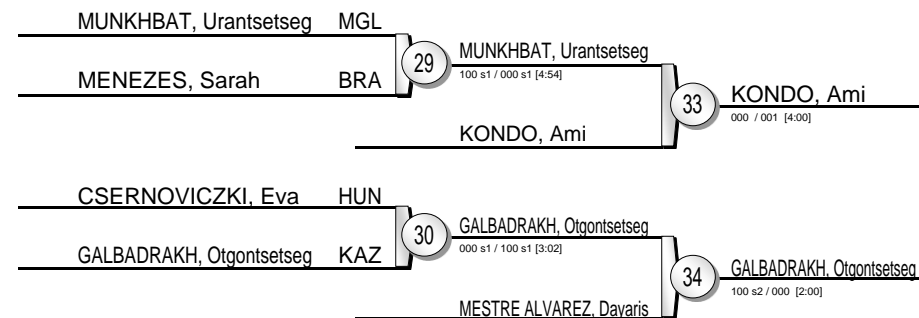 MUNKHBAT, Urantsetseg MGL
29
MUNKHBAT, Urantsetseg
100 s1 / 000 s1 [4:54]
MENEZES, Sarah BRA
33
KONDO, Ami
000 / 001 [4:00]
KONDO, Ami
CSERNOVICZKI, Eva HUN
30
GALBADRAKH, Otgontsetseg
000 s1 / 100 s1 [3:02]
GALBADRAKH, Otgontsetseg KAZ
34
GALBADRAKH, Otgontsetseg
100 s2 / 000 [2:00]
MESTRE ALVAREZ, Dayaris